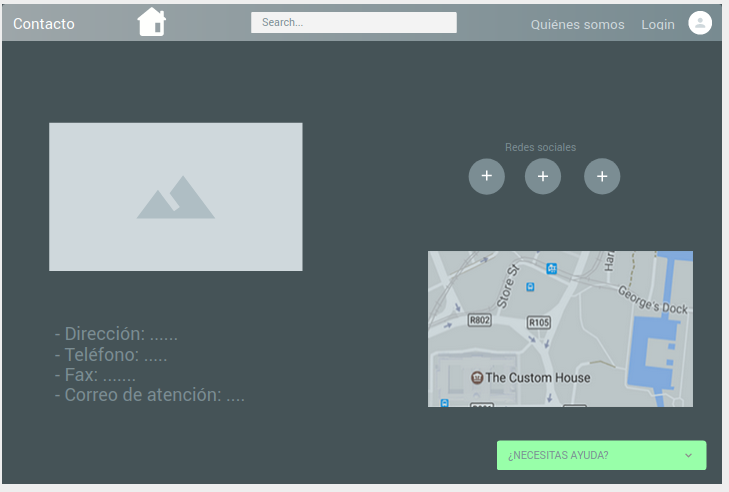 Contacto
Search...
Quiénes somos
Login
Redes sociales
Store St
George's Dock
R802
R105
The Custom House
- Dirección: ......
- Teléfono: .....
- Fax: .......
- Correo de atención: ....
¿NECESITAS AYUDA?